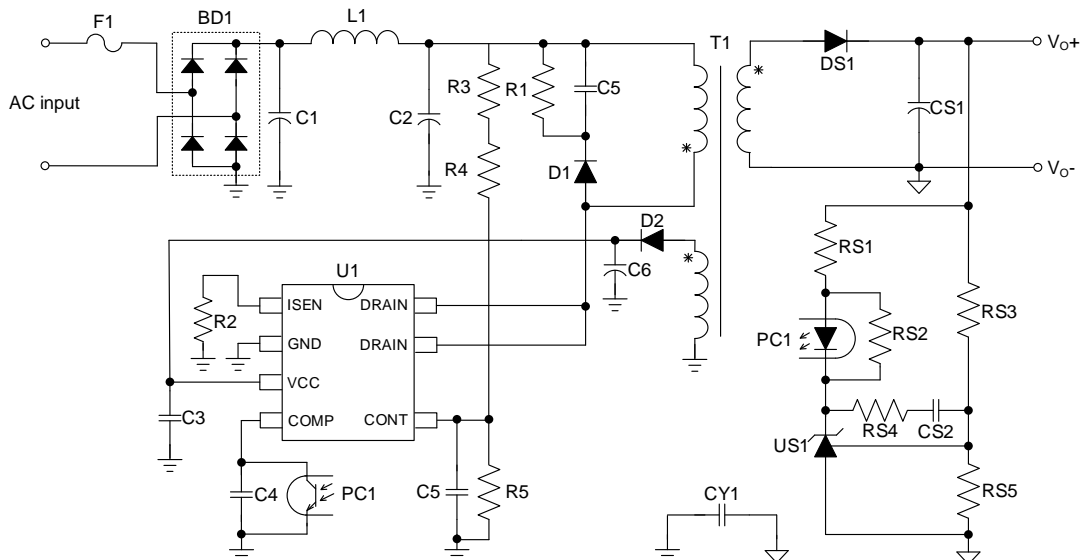 F1
BD1
L1
T1
DS1
Vo+
AC input
C1
C2
R3
R1
C5
CS1
R4
D1
Vo-
D2
C6
RS1
U1
R2
ISEN
DRAIN
GND
DRAIN
VCC
COMP
CONT
PC1
RS2
RS3
C3
RS4
CS2
US1
C4
PC1
C5
R5
CY1
RS5